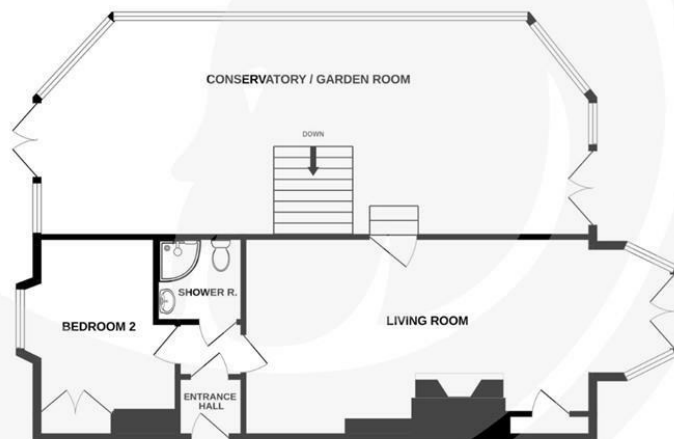 CONSERVATORY / GARDEN ROOM
DOWN
SHOWER R.
BEDROOM 2
LIVING ROOM
ENTRANCE
HALL